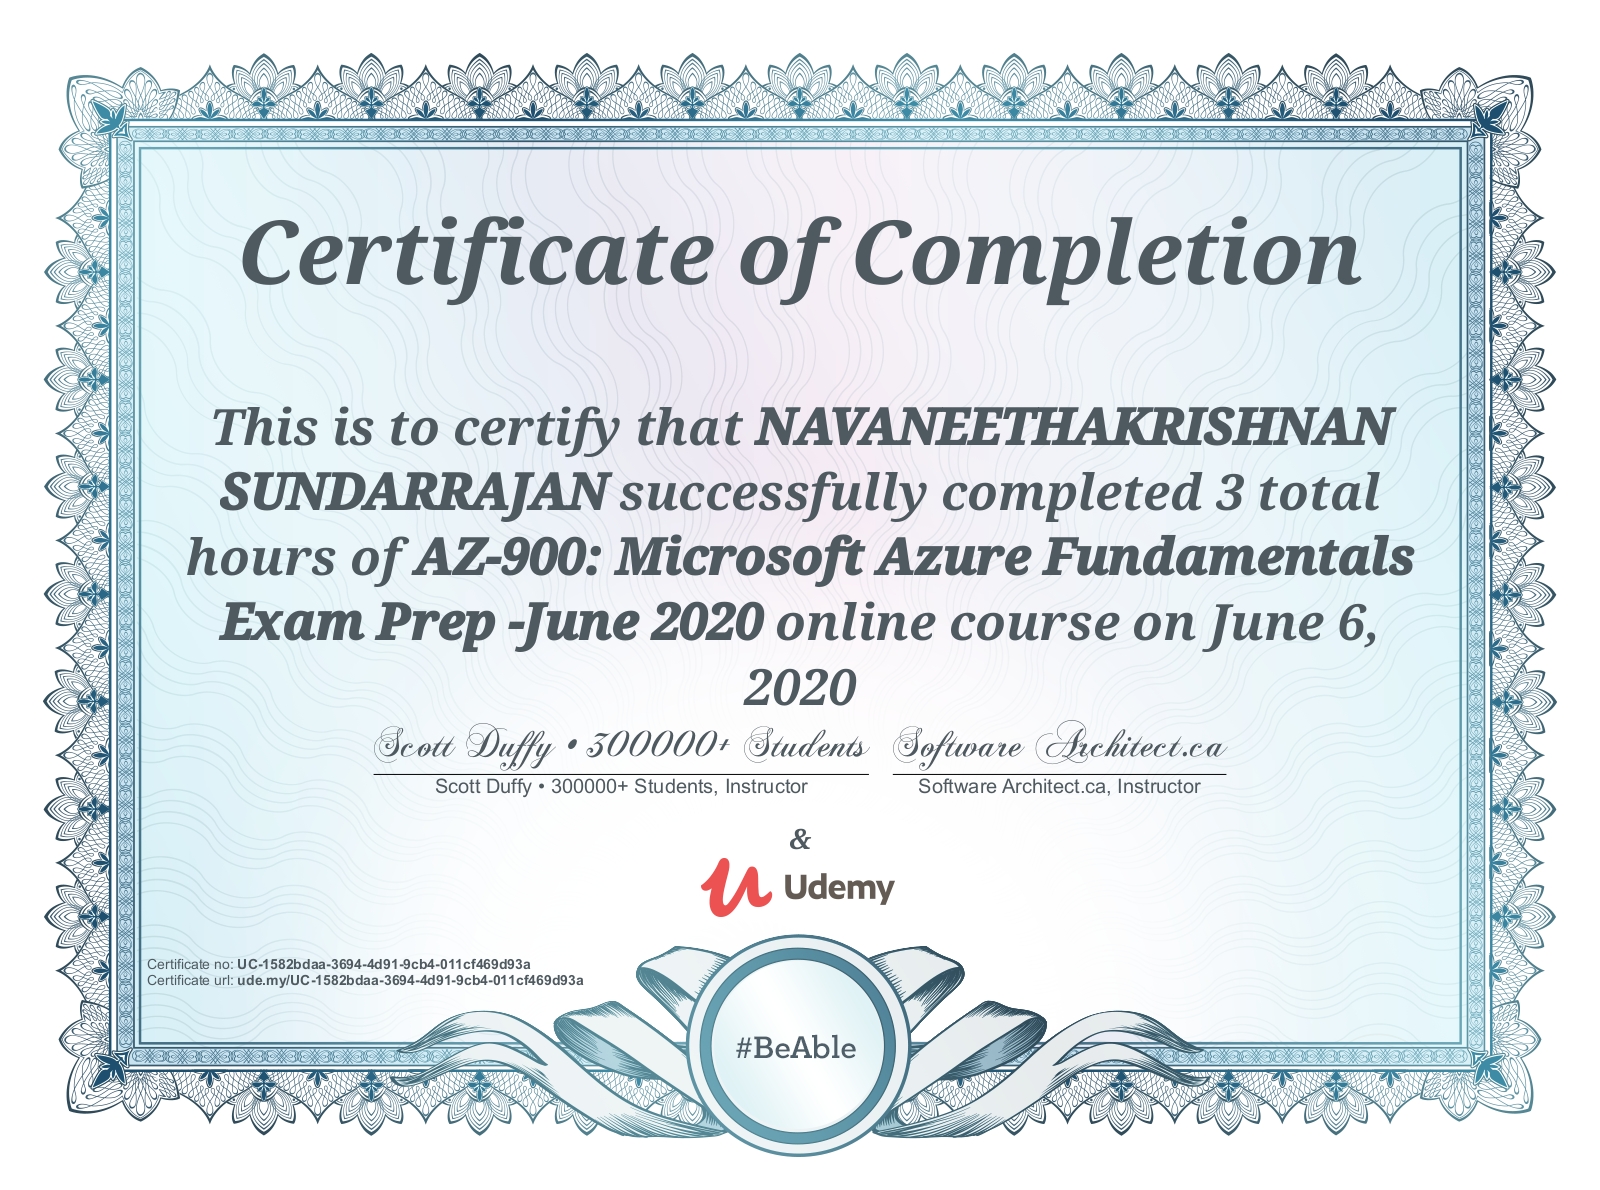 Certificate of Completion
This is to certify that NAVANEETHAKRISHNAN
SUNDARRAJAN successfully completed 3 total
hours of AZ-900: Microsoft Azure Fundamentals
Exam Prep -June 2020 online course on June 6,
2020
Scott Duffy • 300000+ Students Software Architect.ca
Scott Duffy • 300000+ Students, Instructor Software Architect.ca, Instructor
&
Udemy
Certificate no: UC-1582bdaa-3694-4d91-9cb4-011cf469d93a
Certificate url: ude.my/UC-1582bdaa-3694-4d91-9cb4-011cf469d93a
#BeAble